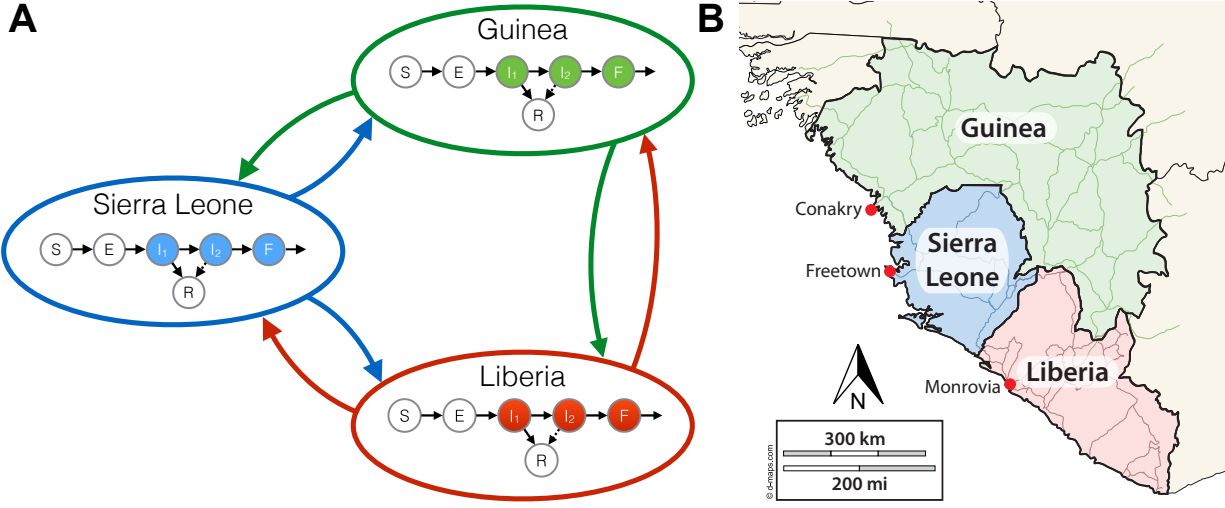 A
Guinea
S E I₁ I₂ F
R
Sierra Leone
S E I₁ I₂ F
R
Liberia
S E I₁ I₂ F
R
B
Guinea
Conakry
Sierra
Leone
Freetown
Liberia
Monrovia
N
300 km
200 mi
© d-maps.com